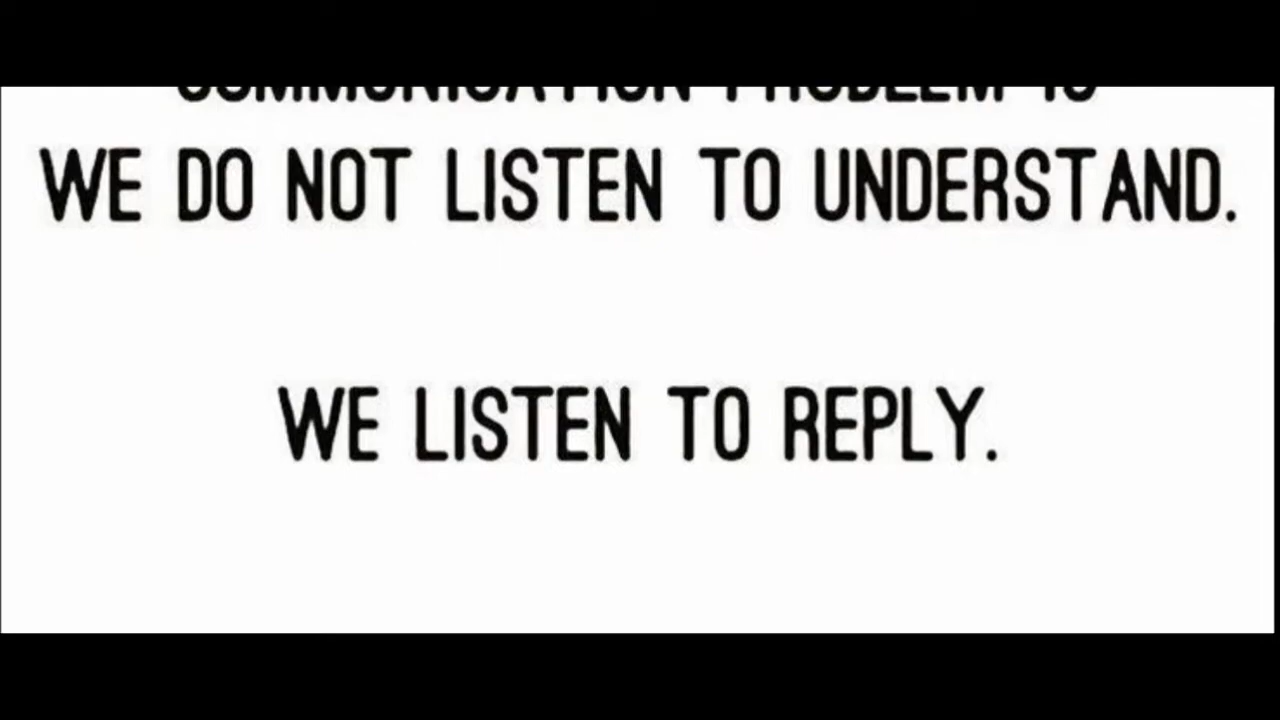 COMMUNICATION PROBLEM IS
WE DO NOT LISTEN TO UNDERSTAND.
WE LISTEN TO REPLY.